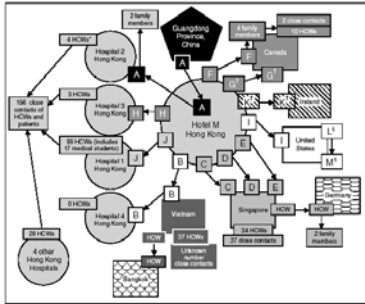 2 family
members
Guangdong
Province,
China
4 family
members
2 close contacts
10 HCWs
4 HCWs*
Hospital 2
Hong Kong
A
A
F
Canada
F
G†
G†
A
196 close
contacts of
HCWs and
patients
3 HCWs
Hospital 3
Hong Kong
H
H
Hotel M
Hong Kong
Ireland
I
I
L§
United
States
M§
99 HCWs (includes
17 medical students)
Hospital 1
Hong Kong
J
J
B
C
D
E
0 HCWs
Hospital 4
Hong Kong
B
B
C
D
E
Germany
Vietnam
Singapore
HCW
HCW
34 HCWs
37 close contacts
2 family
members
28 HCWs
4 other
Hong Kong
Hospitals
HCW
37 HCWs
Unknown
number
close contacts
HCW
Bangkok